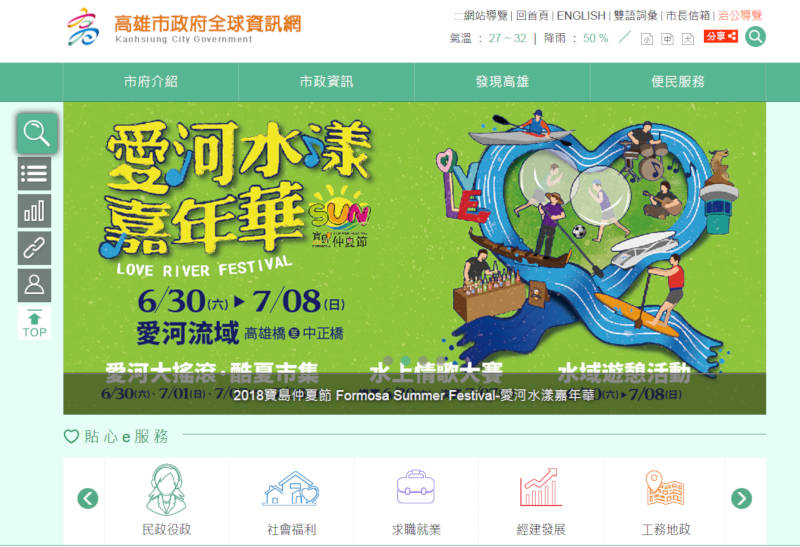 高雄市政府全球資訊網
Kaohsiung City Government
:::網站導覽 | 回首頁 | ENGLISH | 雙語詞彙 | 市長信箱 | 洽公導覽
氣溫 : 27 ~ 32 | 降雨 : 50 % 小 中 大 分享
市府介紹 市政資訊 發現高雄 便民服務
愛河水漾
嘉年華
SUN
寶島仲夏節
LOVE RIVER FESTIVAL
LOVE
6/30(六)▶7/08(日)
愛河流域 高雄橋至中正橋
愛河大搖滾·酷夏市集 水上情歌大賽 水域遊憩活動
6/30(六)、7/01(日)、 ▶7/08(日)
2018寶島仲夏節 Formosa Summer Festival-愛河水漾嘉年華
TOP
貼心e服務
民政役政 社會福利 求職就業 經建發展 工務地政